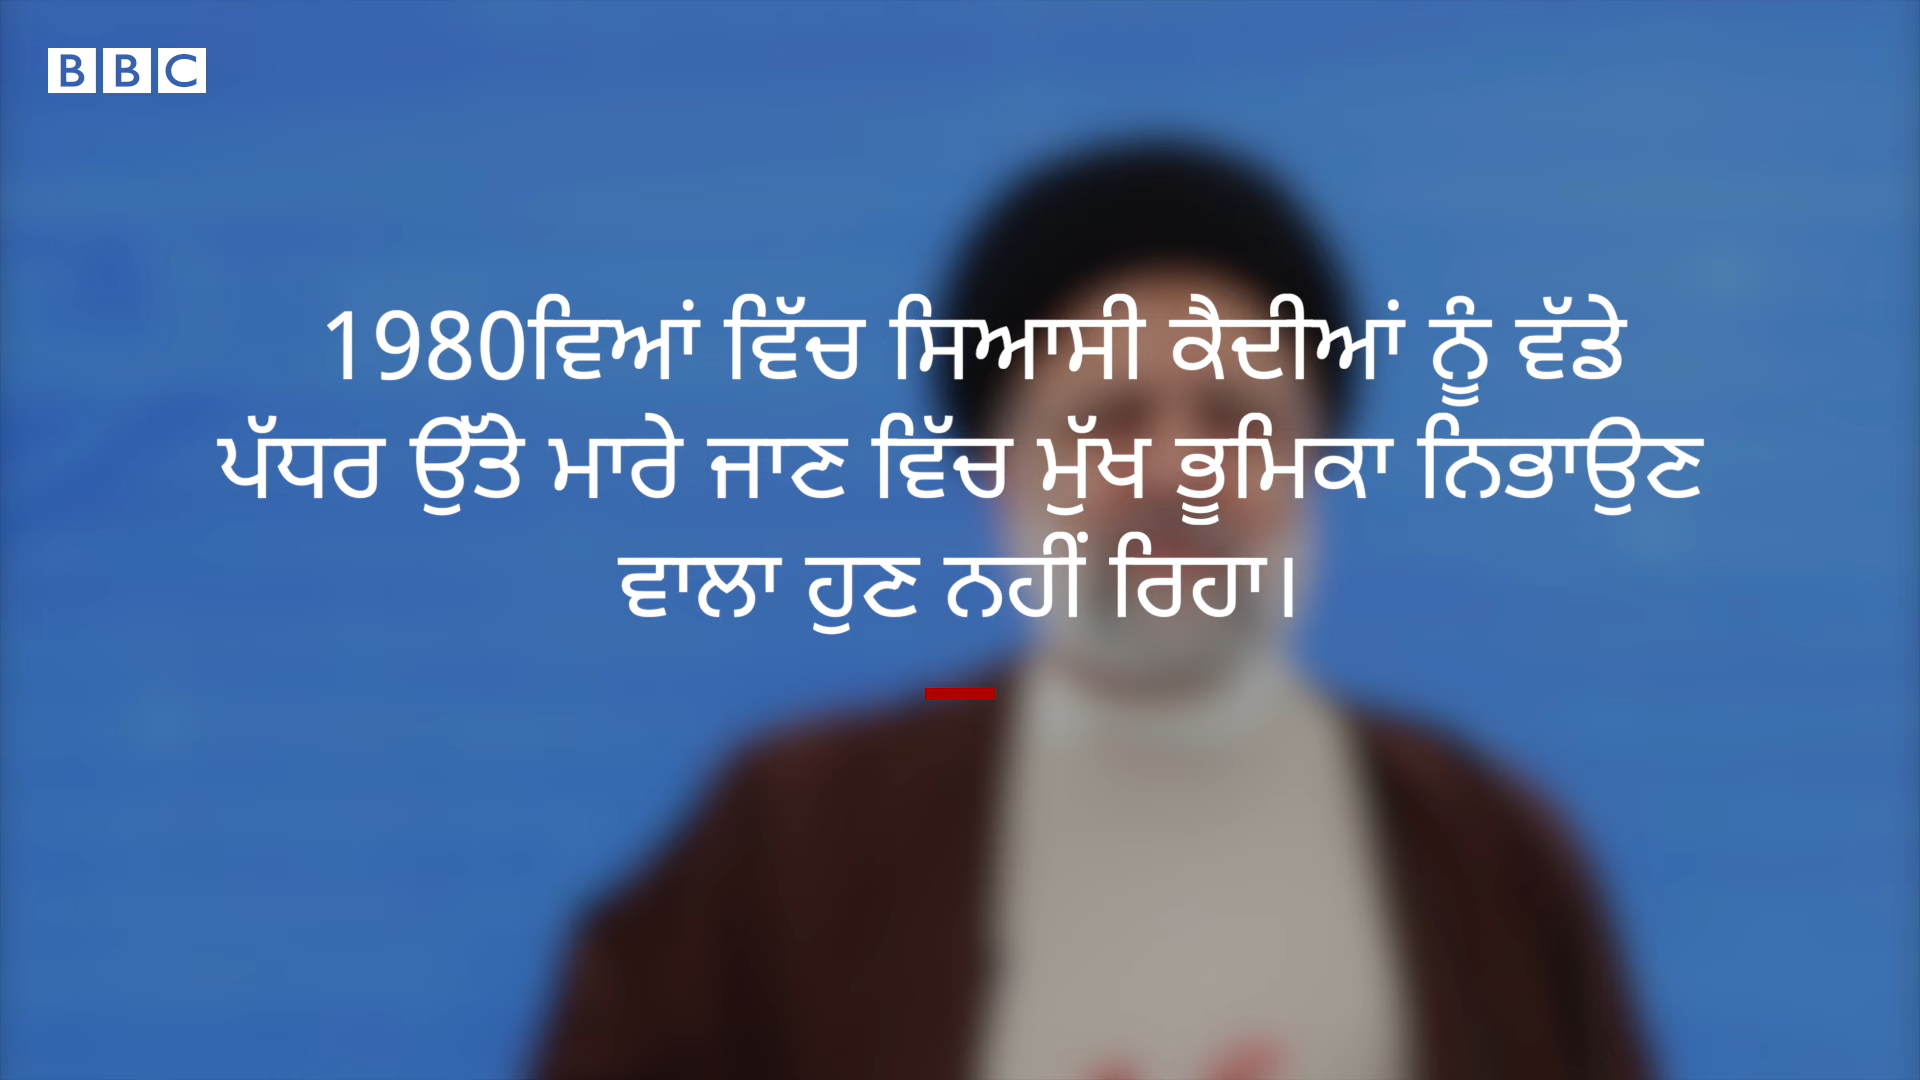 BBC
1980ਵਿਆਂ ਵਿੱਚ ਸਿਆਸੀ ਕੈਦੀਆਂ ਨੂੰ ਵੱਡੇ
ਪੱਧਰ ਉੱਤੇ ਮਾਰੇ ਜਾਣ ਵਿੱਚ ਮੁੱਖ ਭੂਮਿਕਾ ਨਿਭਾਉਣ
ਵਾਲਾ ਹੁਣ ਨਹੀਂ ਰਿਹਾ।